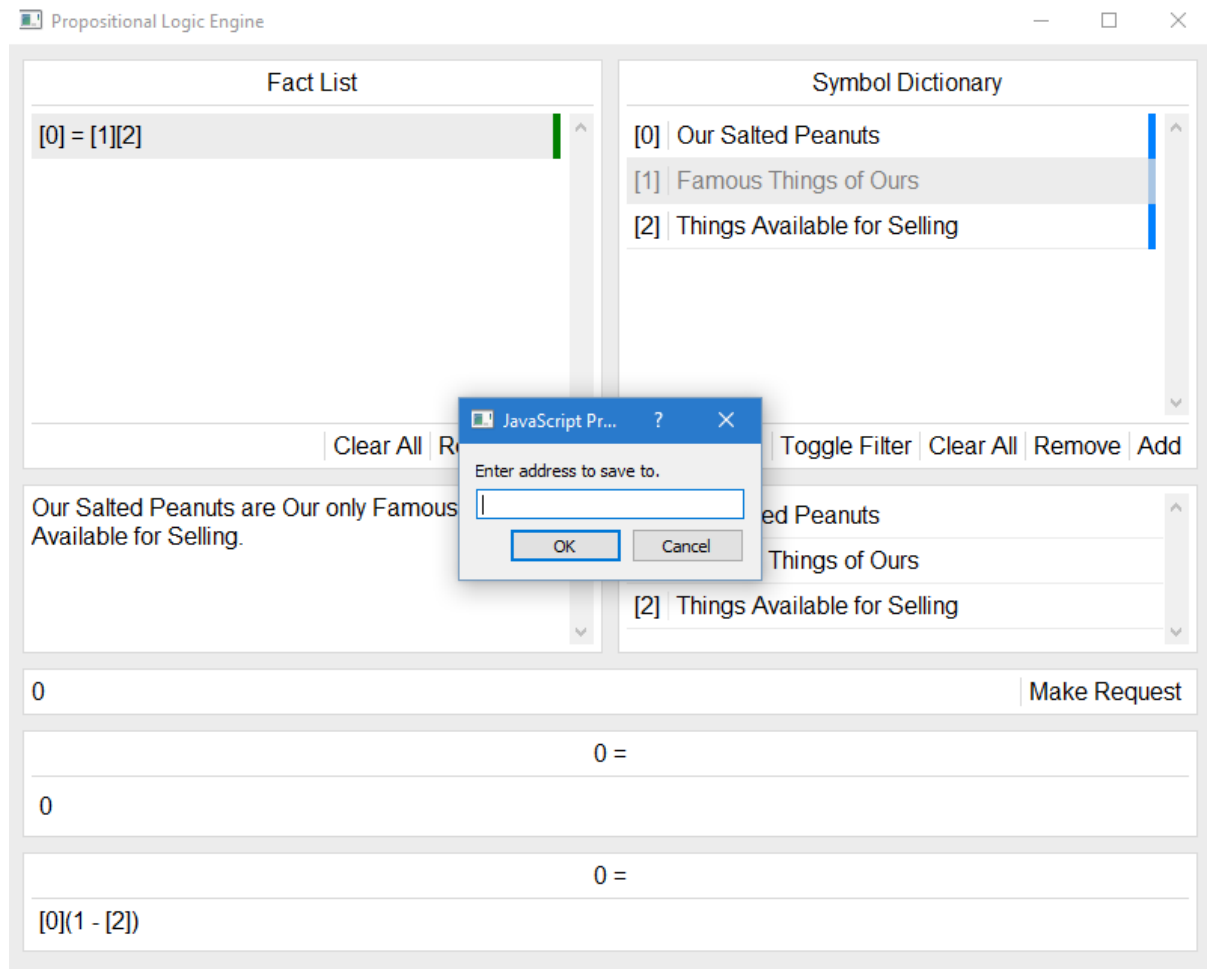 Propositional Logic Engine
Fact List
[0] = [1][2]
Clear All
Symbol Dictionary
[0] Our Salted Peanuts
[1] Famous Things of Ours
[2] Things Available for Selling
Toggle Filter Clear All Remove Add
JavaScript Pr... ?
Enter address to save to.
OK Cancel
Our Salted Peanuts are Our only Famous
Available for Selling.
Peanuts
Things of Ours
[2] Things Available for Selling
0 Make Request
0 =
0
0 =
[0](1 - [2])